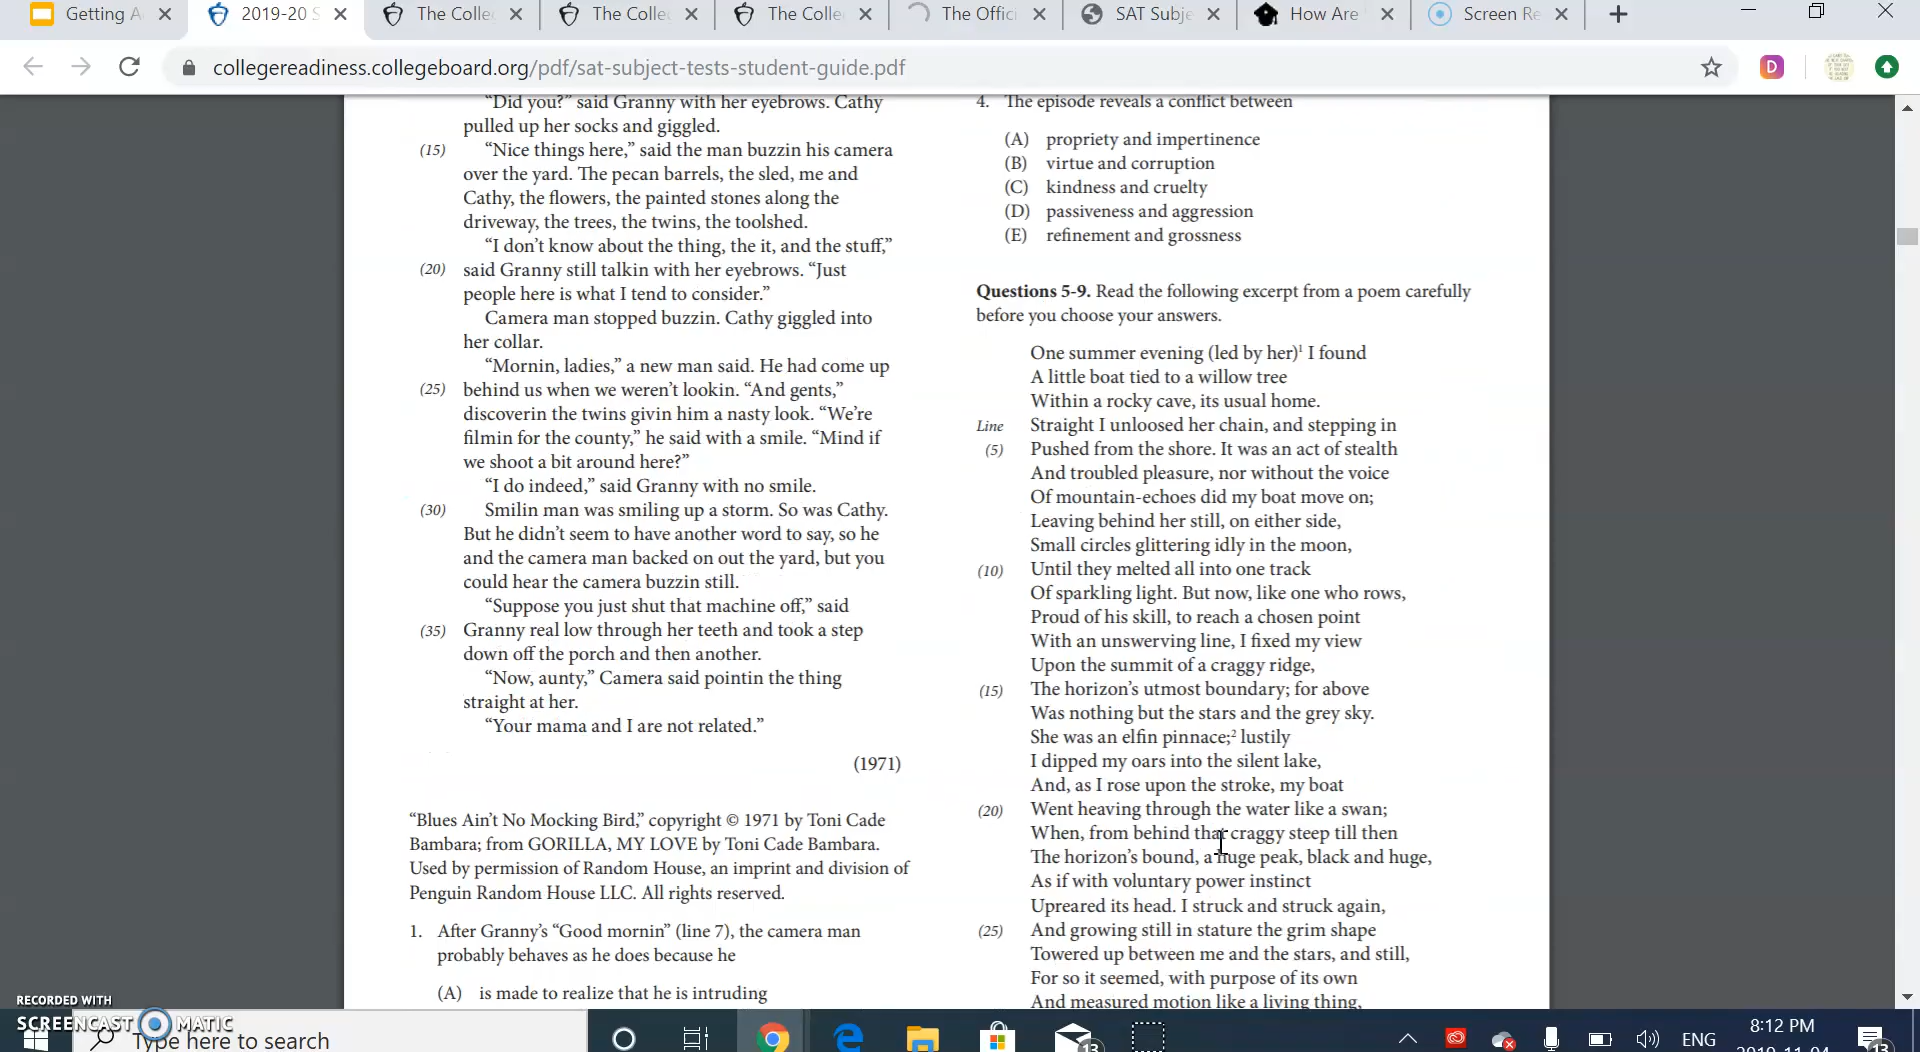 Getting A
2019-20 S
The Colle
The Colle
The Colle
The Offic
SAT Subje
How Are
Screen Re
collegereadiness.collegeboard.org/pdf/sat-subject-tests-student-guide.pdf
D
“Did you?” said Granny with her eyebrows. Cathy
pulled up her socks and giggled.
(15) “Nice things here,” said the man buzzin his camera
over the yard. The pecan barrels, the sled, me and
Cathy, the flowers, the painted stones along the
driveway, the trees, the twins, the toolshed.
“I don’t know about the thing, the it, and the stuff,”
(20) said Granny still talkin with her eyebrows. “Just
people here is what I tend to consider.”
Camera man stopped buzzin. Cathy giggled into
her collar.
“Mornin, ladies,” a new man said. He had come up
(25) behind us when we weren’t lookin. “And gents,”
discoverin the twins givin him a nasty look. “We’re
filmin for the county,” he said with a smile. “Mind if
we shoot a bit around here?”
“I do indeed,” said Granny with no smile.
(30) Smilin man was smiling up a storm. So was Cathy.
But he didn’t seem to have another word to say, so he
and the camera man backed on out the yard, but you
could hear the camera buzzin still.
“Suppose you just shut that machine off,” said
(35) Granny real low through her teeth and took a step
down off the porch and then another.
“Now, aunty,” Camera said pointin the thing
straight at her.
“Your mama and I are not related.”
(1971)
“Blues Ain’t No Mocking Bird,” copyright © 1971 by Toni Cade
Bambara; from GORILLA, MY LOVE by Toni Cade Bambara.
Used by permission of Random House, an imprint and division of
Penguin Random House LLC. All rights reserved.
1. After Granny’s “Good mornin” (line 7), the camera man
probably behaves as he does because he
(A) is made to realize that he is intruding
4. The episode reveals a conflict between
(A) propriety and impertinence
(B) virtue and corruption
(C) kindness and cruelty
(D) passiveness and aggression
(E) refinement and grossness
Questions 5-9. Read the following excerpt from a poem carefully
before you choose your answers.
One summer evening (led by her)¹ I found
A little boat tied to a willow tree
Within a rocky cave, its usual home.
Line Straight I unloosed her chain, and stepping in
(5) Pushed from the shore. It was an act of stealth
And troubled pleasure, nor without the voice
Of mountain-echoes did my boat move on;
Leaving behind her still, on either side,
Small circles glittering idly in the moon,
(10) Until they melted all into one track
Of sparkling light. But now, like one who rows,
Proud of his skill, to reach a chosen point
With an unswerving line, I fixed my view
Upon the summit of a craggy ridge,
(15) The horizon’s utmost boundary; for above
Was nothing but the stars and the grey sky.
She was an elfin pinnace;² lustily
I dipped my oars into the silent lake,
And, as I rose upon the stroke, my boat
(20) Went heaving through the water like a swan;
When, from behind that craggy steep till then
The horizon’s bound, a huge peak, black and huge,
As if with voluntary power instinct
Upreared its head. I struck and struck again,
(25) And growing still in stature the grim shape
Towered up between me and the stars, and still,
For so it seemed, with purpose of its own
And measured motion like a living thing,
RECORDED WITH
SCREENCAST MATIC
Type here to search
13
ENG
8:12 PM
2019-11-04
13